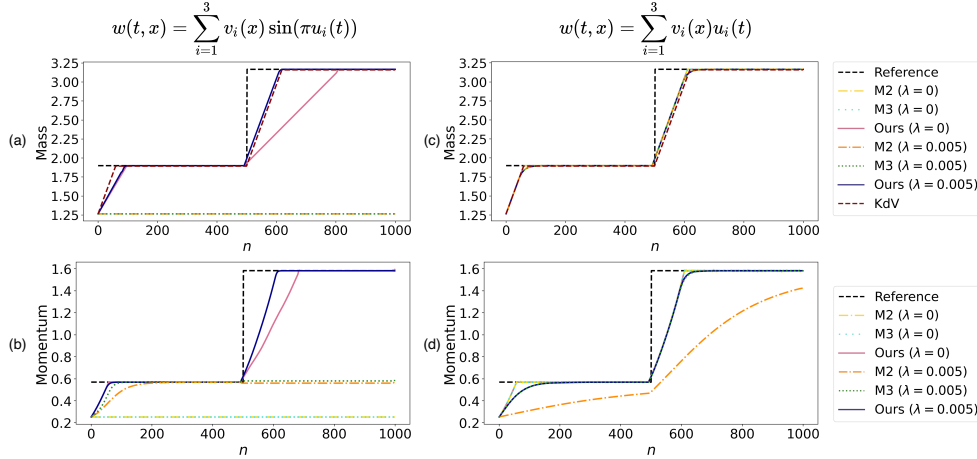 w(t, x) = \sum_{i=1}^{3} v_i(x) sin(πu_i(t))
w(t, x) = \sum_{i=1}^{3} v_i(x)u_i(t)
(a)
Mass
3.25
3.00
2.75
2.50
2.25
2.00
1.75
1.50
1.25
0 200 400 600 800 1000
n
(c)
Mass
3.25
3.00
2.75
2.50
2.25
2.00
1.75
1.50
1.25
0 200 400 600 800 1000
n
Reference
M2 (λ = 0)
M3 (λ = 0)
Ours (λ = 0)
M2 (λ = 0.005)
M3 (λ = 0.005)
Ours (λ = 0.005)
KdV
(b)
Momentum
1.6
1.4
1.2
1.0
0.8
0.6
0.4
0.2
0 200 400 600 800 1000
n
(d)
Momentum
1.6
1.4
1.2
1.0
0.8
0.6
0.4
0.2
0 200 400 600 800 1000
n
Reference
M2 (λ = 0)
M3 (λ = 0)
Ours (λ = 0)
M2 (λ = 0.005)
M3 (λ = 0.005)
Ours (λ = 0.005)